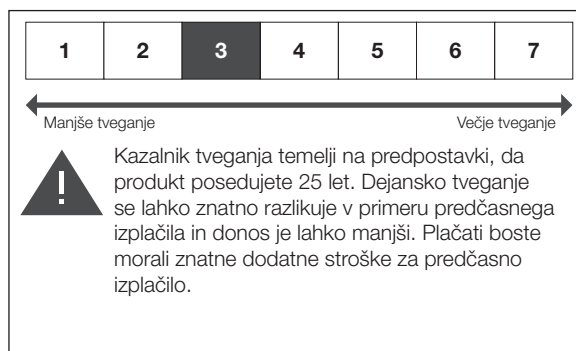 1 2 3 4 5 6 7
Manjše tveganje Večje tveganje
Kazalnik tveganja temelji na predpostavki, da
produkt posedujete 25 let. Dejansko tveganje
se lahko znatno razlikuje v primeru predčasnega
izplačila in donos je lahko manjši. Plačati boste
morali znatne dodatne stroške za predčasno
izplačilo.